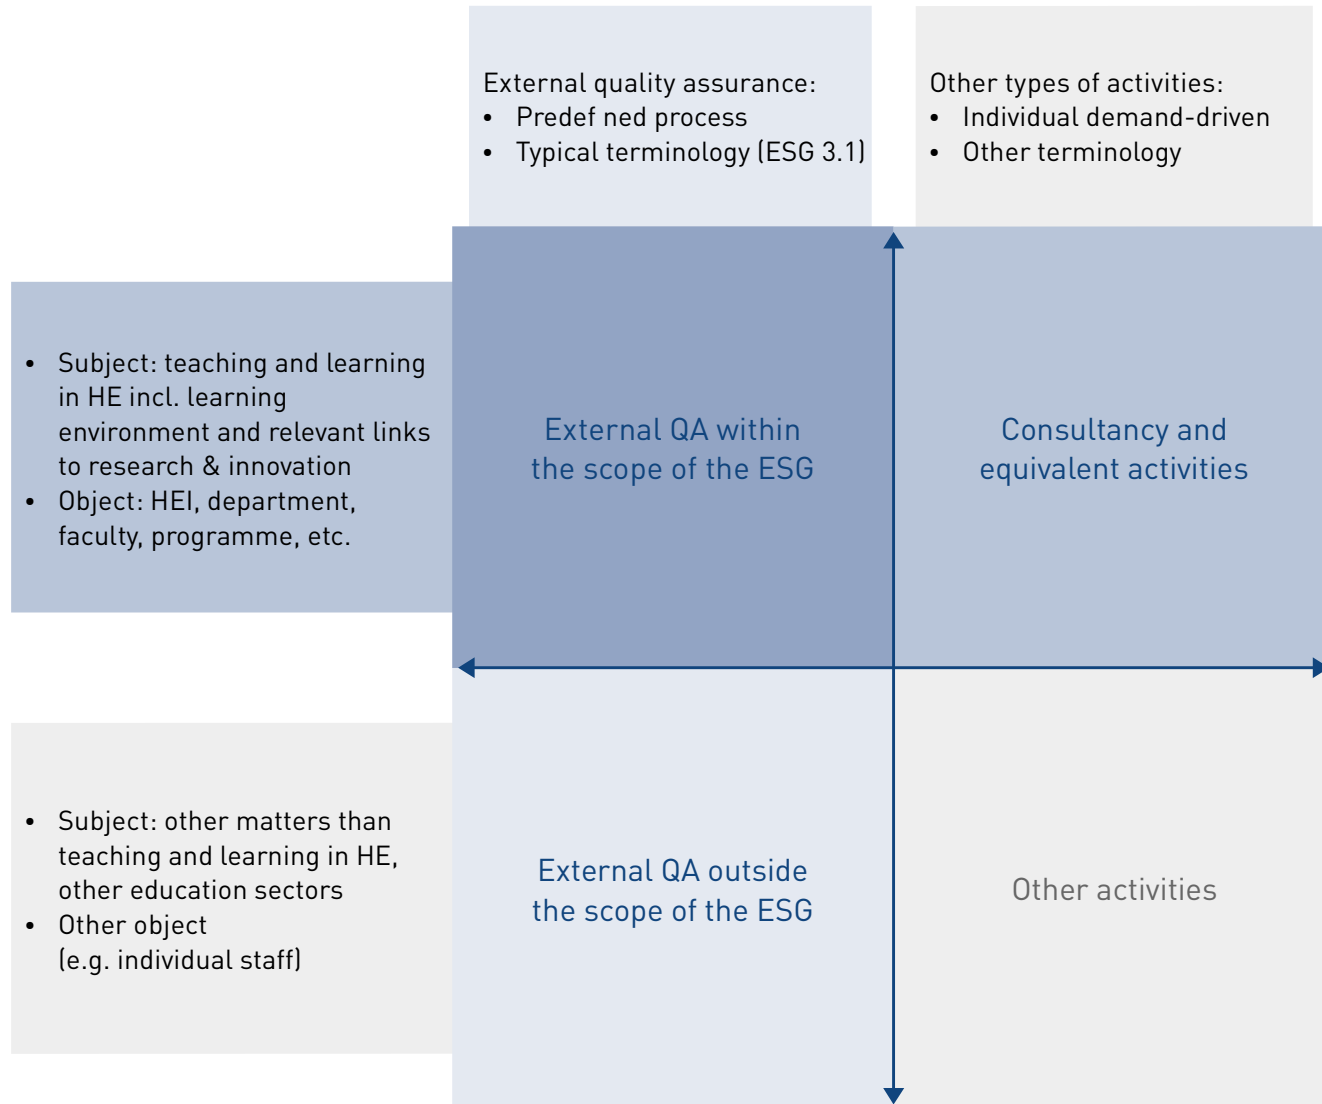 External quality assurance:
• Predef ned process
• Typical terminology (ESG 3.1)
Other types of activities:
• Individual demand-driven
• Other terminology
• Subject: teaching and learning
in HE incl. learning
environment and relevant links
to research & innovation
• Object: HEI, department,
faculty, programme, etc.
External QA within
the scope of the ESG
Consultancy and
equivalent activities
• Subject: other matters than
teaching and learning in HE,
other education sectors
• Other object
(e.g. individual staff)
External QA outside
the scope of the ESG
Other activities